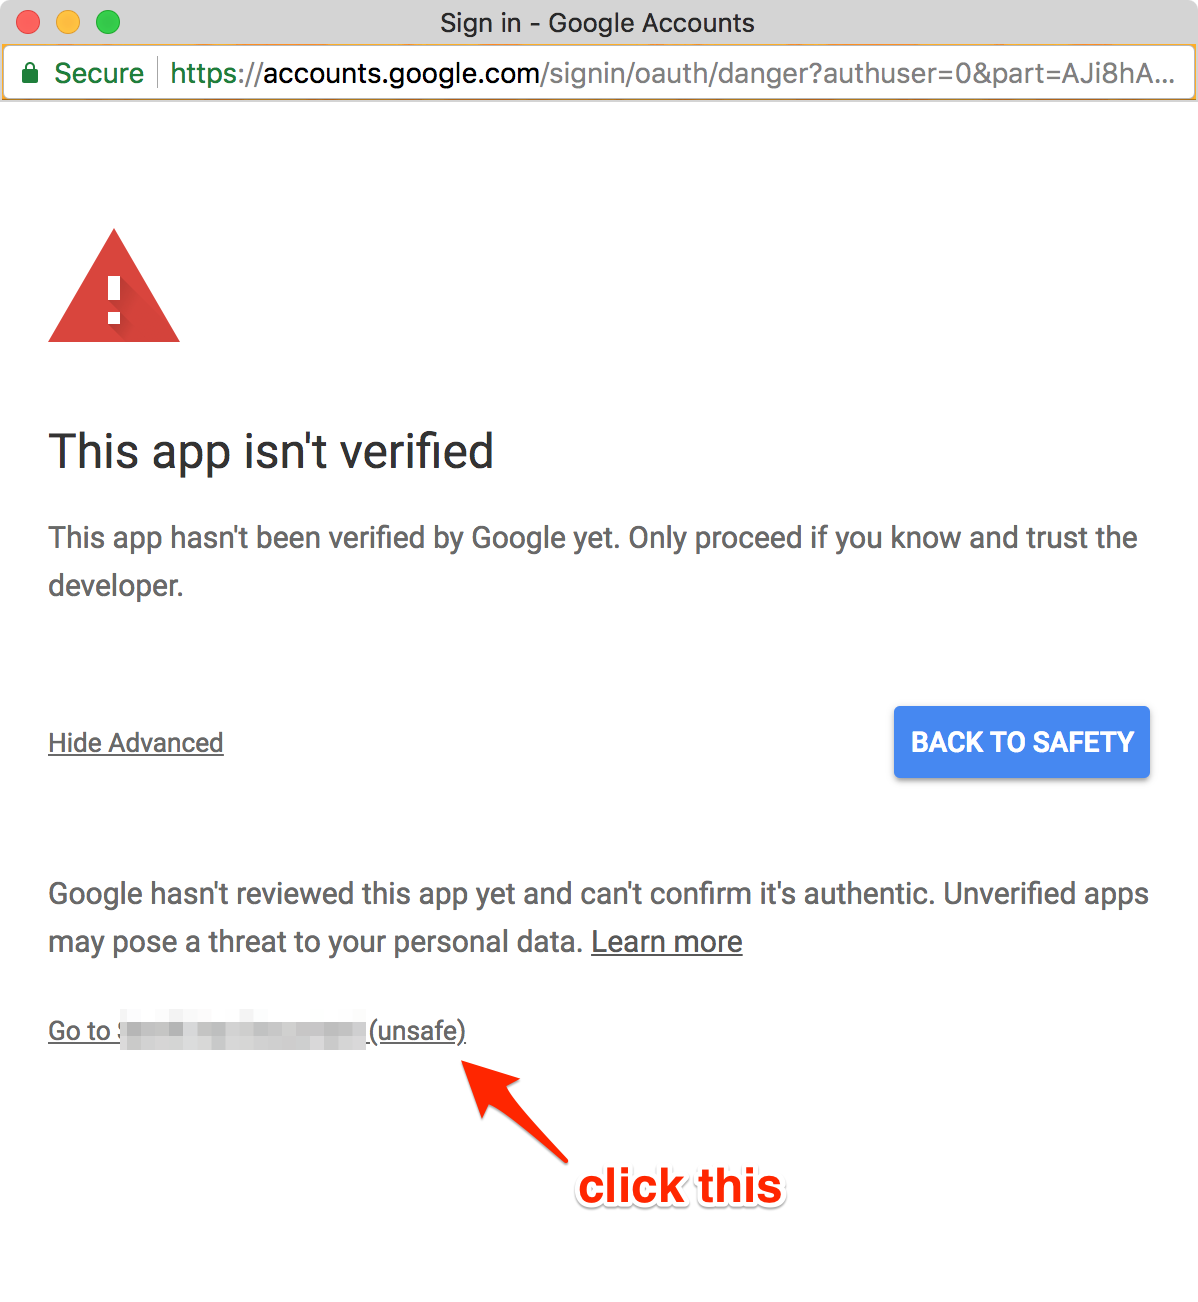 Sign in - Google Accounts
Secure https://accounts.google.com/signin/oauth/danger?authuser=0&part=AJi8hA...
This app isn't verified
This app hasn't been verified by Google yet. Only proceed if you know and trust the
developer.
Hide Advanced
BACK TO SAFETY
Google hasn't reviewed this app yet and can't confirm it's authentic. Unverified apps
may pose a threat to your personal data. Learn more
Go to (unsafe)
click this